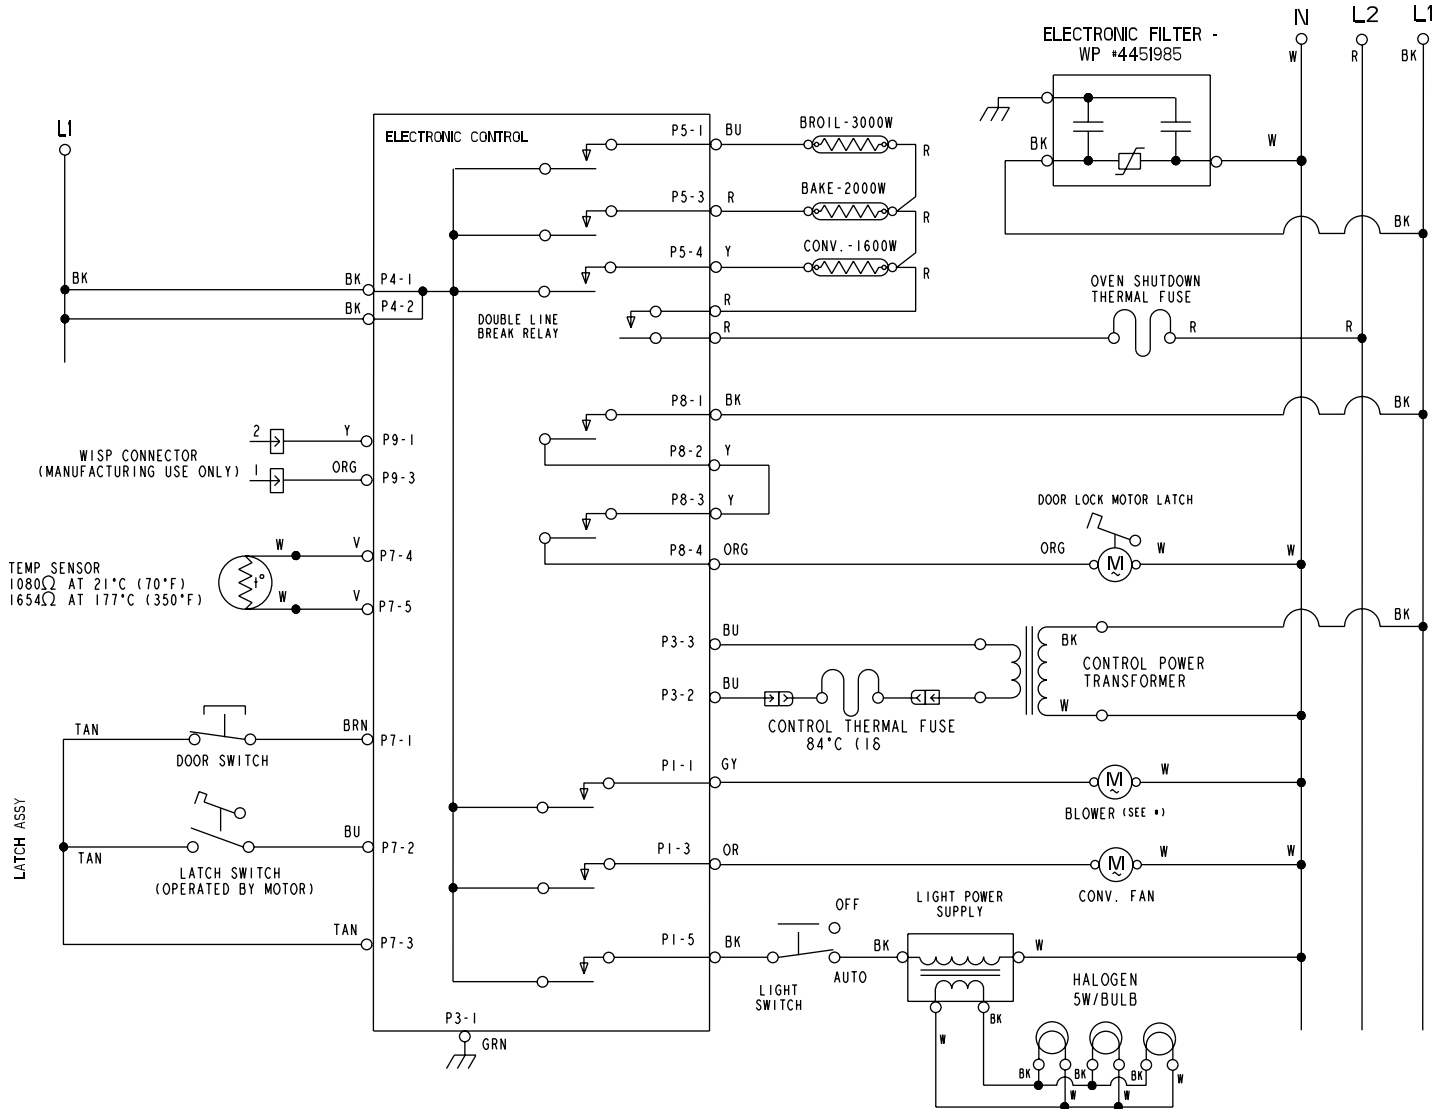 N L2 L1
ELECTRONIC FILTER -
WP #4451985
W R BK
L1
ELECTRONIC CONTROL
P5-1 BU BROIL-3000W R
BK W
P5-3 R BAKE-2000W R
BK
P5-4 Y CONV.-1600W R
BK BK P4-1
BK P4-2
DOUBLE LINE
BREAK RELAY
R
R
OVEN SHUTDOWN
THERMAL FUSE
R R
P8-1 BK BK
2 Y P9-1
WISP CONNECTOR
(MANUFACTURING USE ONLY)
1 ORG P9-3
P8-2 Y
P8-3 Y
DOOR LOCK MOTOR LATCH
P8-4 ORG ORG M W W
TEMP SENSOR
1080Ω AT 21°C (70°F)
1654Ω AT 177°C (350°F)
W V P7-4
t°
W V P7-5
P3-3 BU BK BK
CONTROL POWER
TRANSFORMER
P3-2 BU W
CONTROL THERMAL FUSE
84°C (18
TAN BRN P7-1
DOOR SWITCH
P1-1 GY M W
BLOWER (SEE *)
LATCH ASSY
TAN BU P7-2
LATCH SWITCH
(OPERATED BY MOTOR)
P1-3 OR M W W
CONV. FAN
TAN P7-3
P1-5 BK OFF
LIGHT
SWITCH
AUTO
BK LIGHT POWER
SUPPLY
W
HALOGEN
5W/BULB
W BK
BK BK BK W
W W
P3-1
GRN